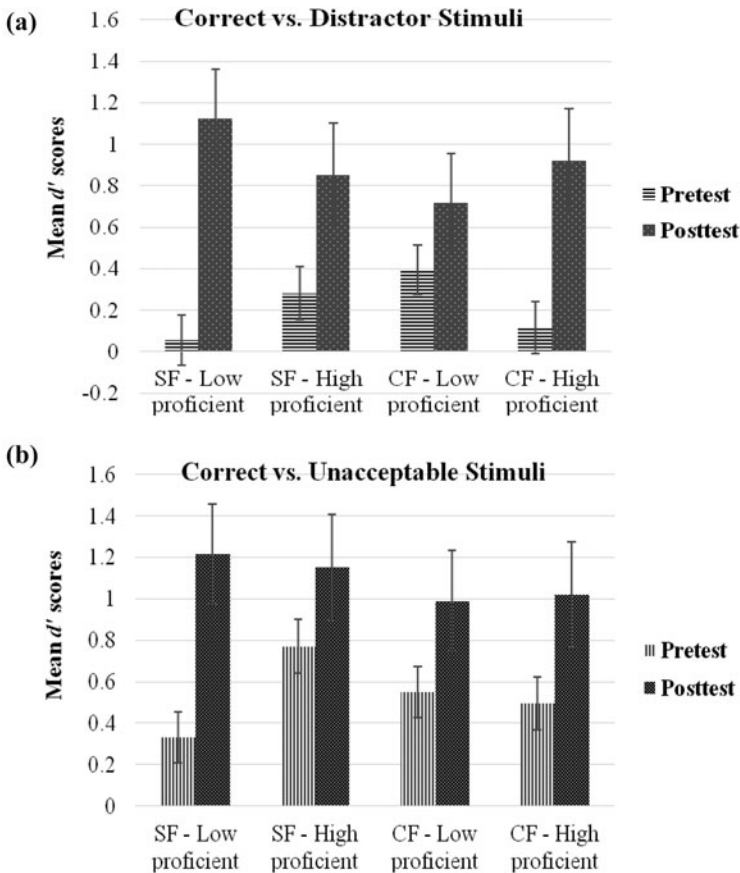 (a)
Correct vs. Distractor Stimuli
Mean d' scores
1.6
1.4
1.2
1
0.8
0.6
0.4
0.2
0
-0.2
SF - Low proficient
SF - High proficient
CF - Low proficient
CF - High proficient
Pretest
Posttest
(b)
Correct vs. Unacceptable Stimuli
Mean d' scores
1.6
1.4
1.2
1
0.8
0.6
0.4
0.2
0
SF - Low proficient
SF - High proficient
CF - Low proficient
CF - High proficient
Pretest
Posttest